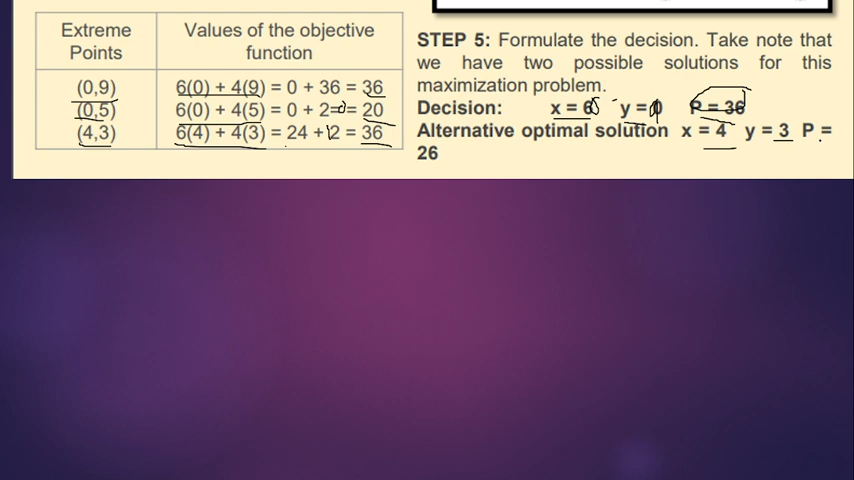 Extreme Points
Values of the objective function
(0,9)
6(0) + 4(9) = 0 + 36 = 36
(0,5)
6(0) + 4(5) = 0 + 2 = 20
(4,3)
6(4) + 4(3) = 24 + 12 = 36
STEP 5: Formulate the decision. Take note that
we have two possible solutions for this
maximization problem.
Decision: x = 6 y = P = 36
Alternative optimal solution x = 4 y = 3 P =
26